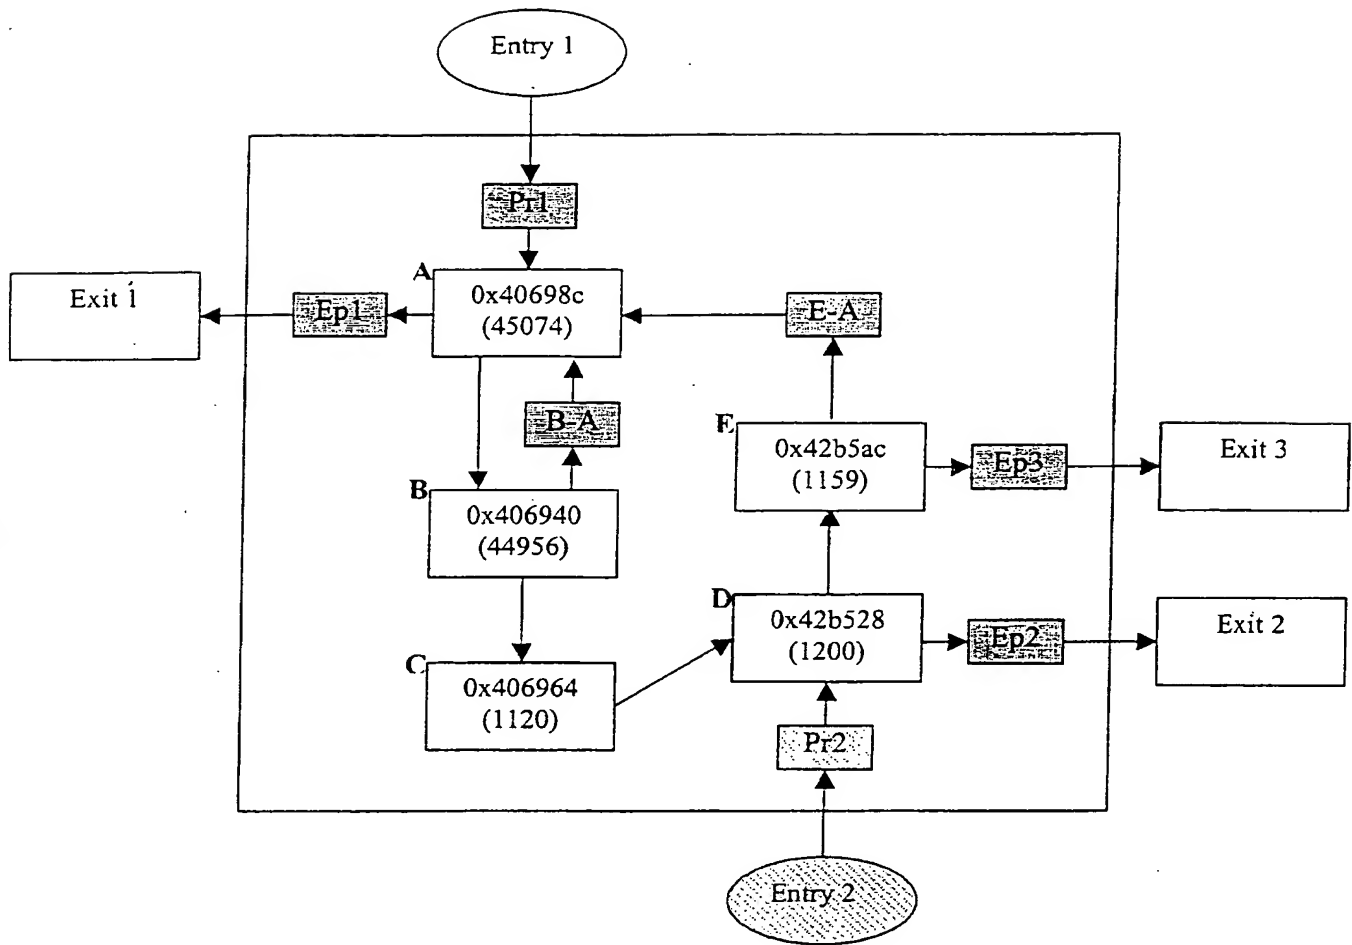 Entry 1
Pr1
A
0x40698c
(45074)
Exit 1
Ep1
E-A
B-A
E
0x42b5ac
(1159)
Ep3
Exit 3
B
0x406940
(44956)
D
0x42b528
(1200)
Ep2
Exit 2
C
0x406964
(1120)
Pr2
Entry 2